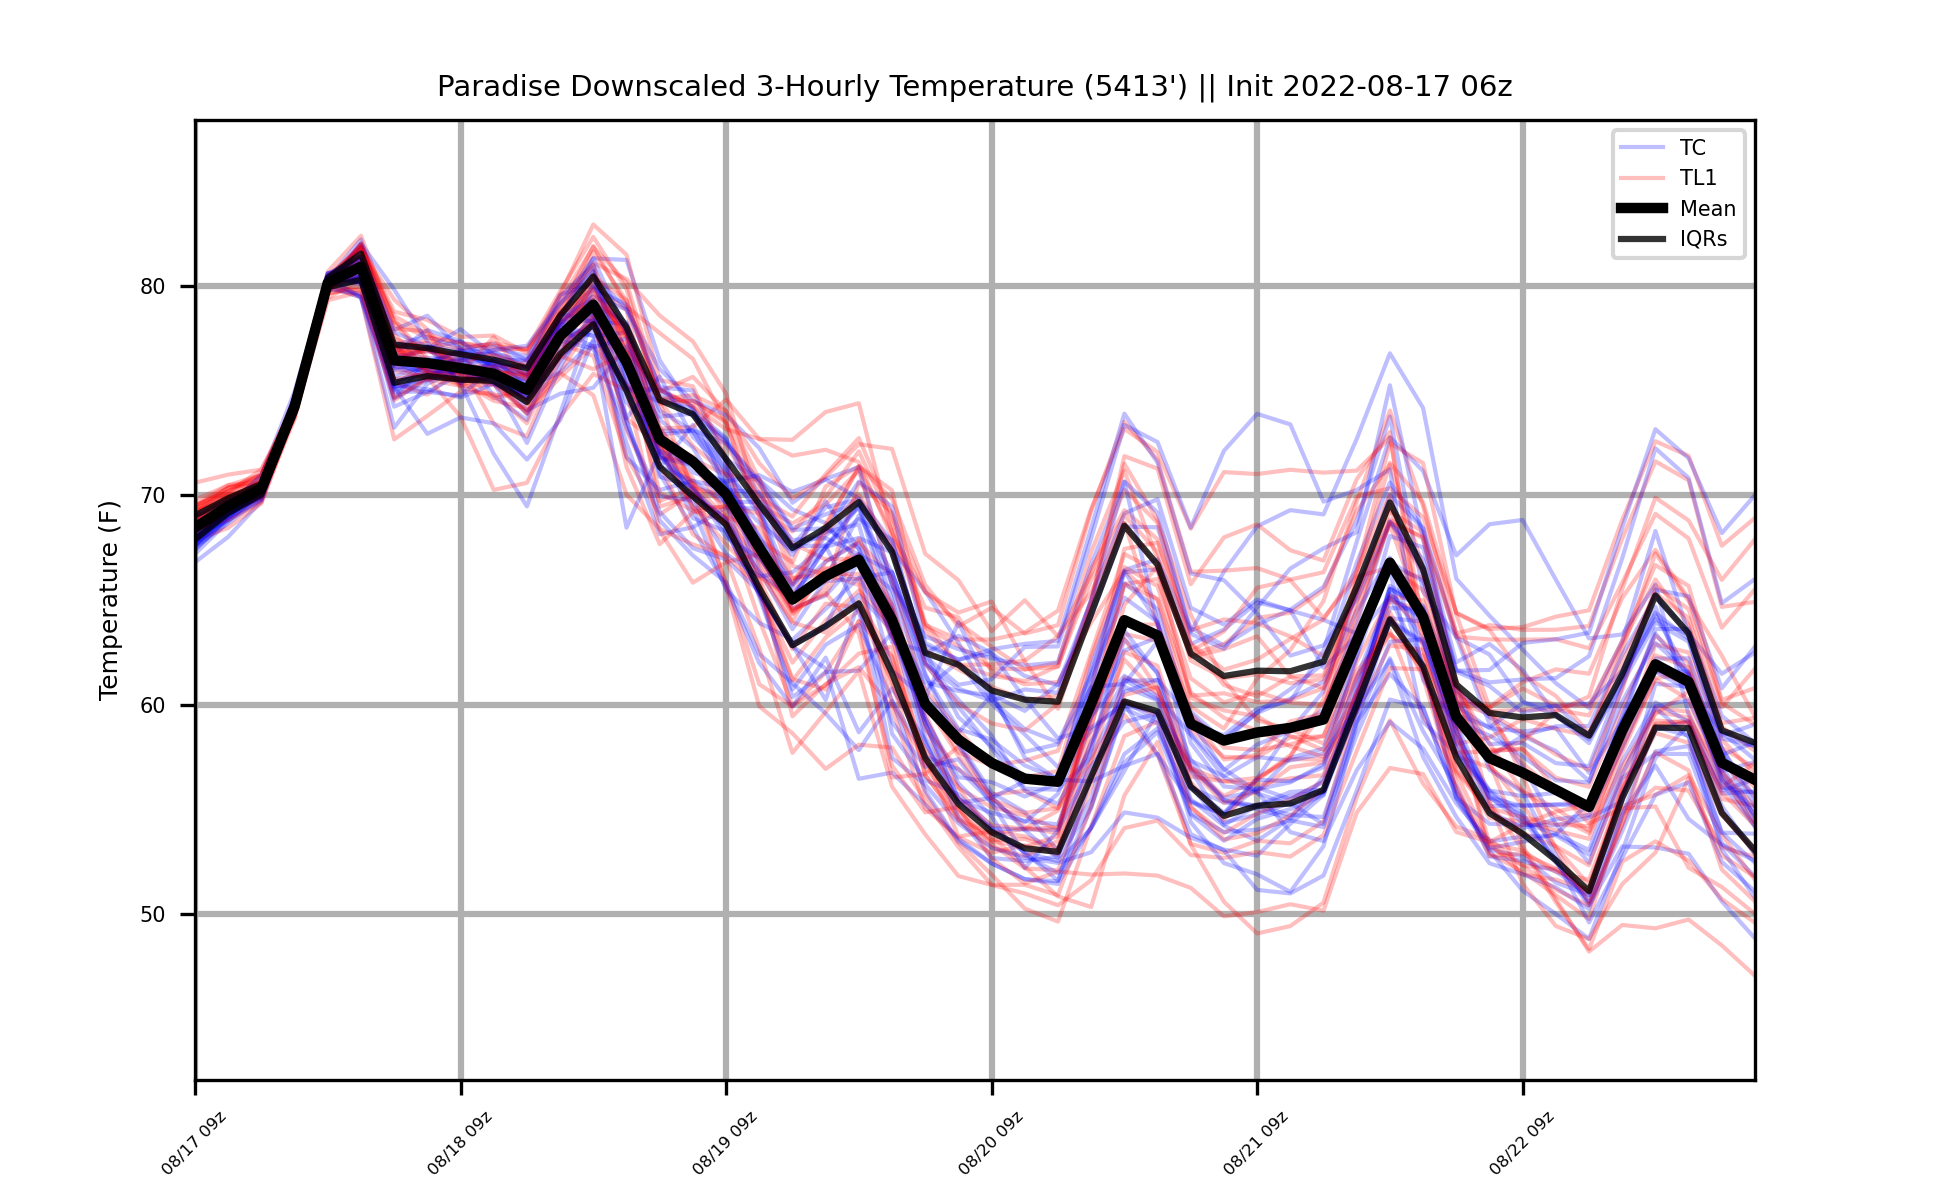 Paradise Downscaled 3-Hourly Temperature (5413') || Init 2022-08-17 06z
TC
TL1
Mean
IQRs
Temperature (F)
80
70
60
50
08/17 09z
08/18 09z
08/19 09z
08/20 09z
08/21 09z
08/22 09z